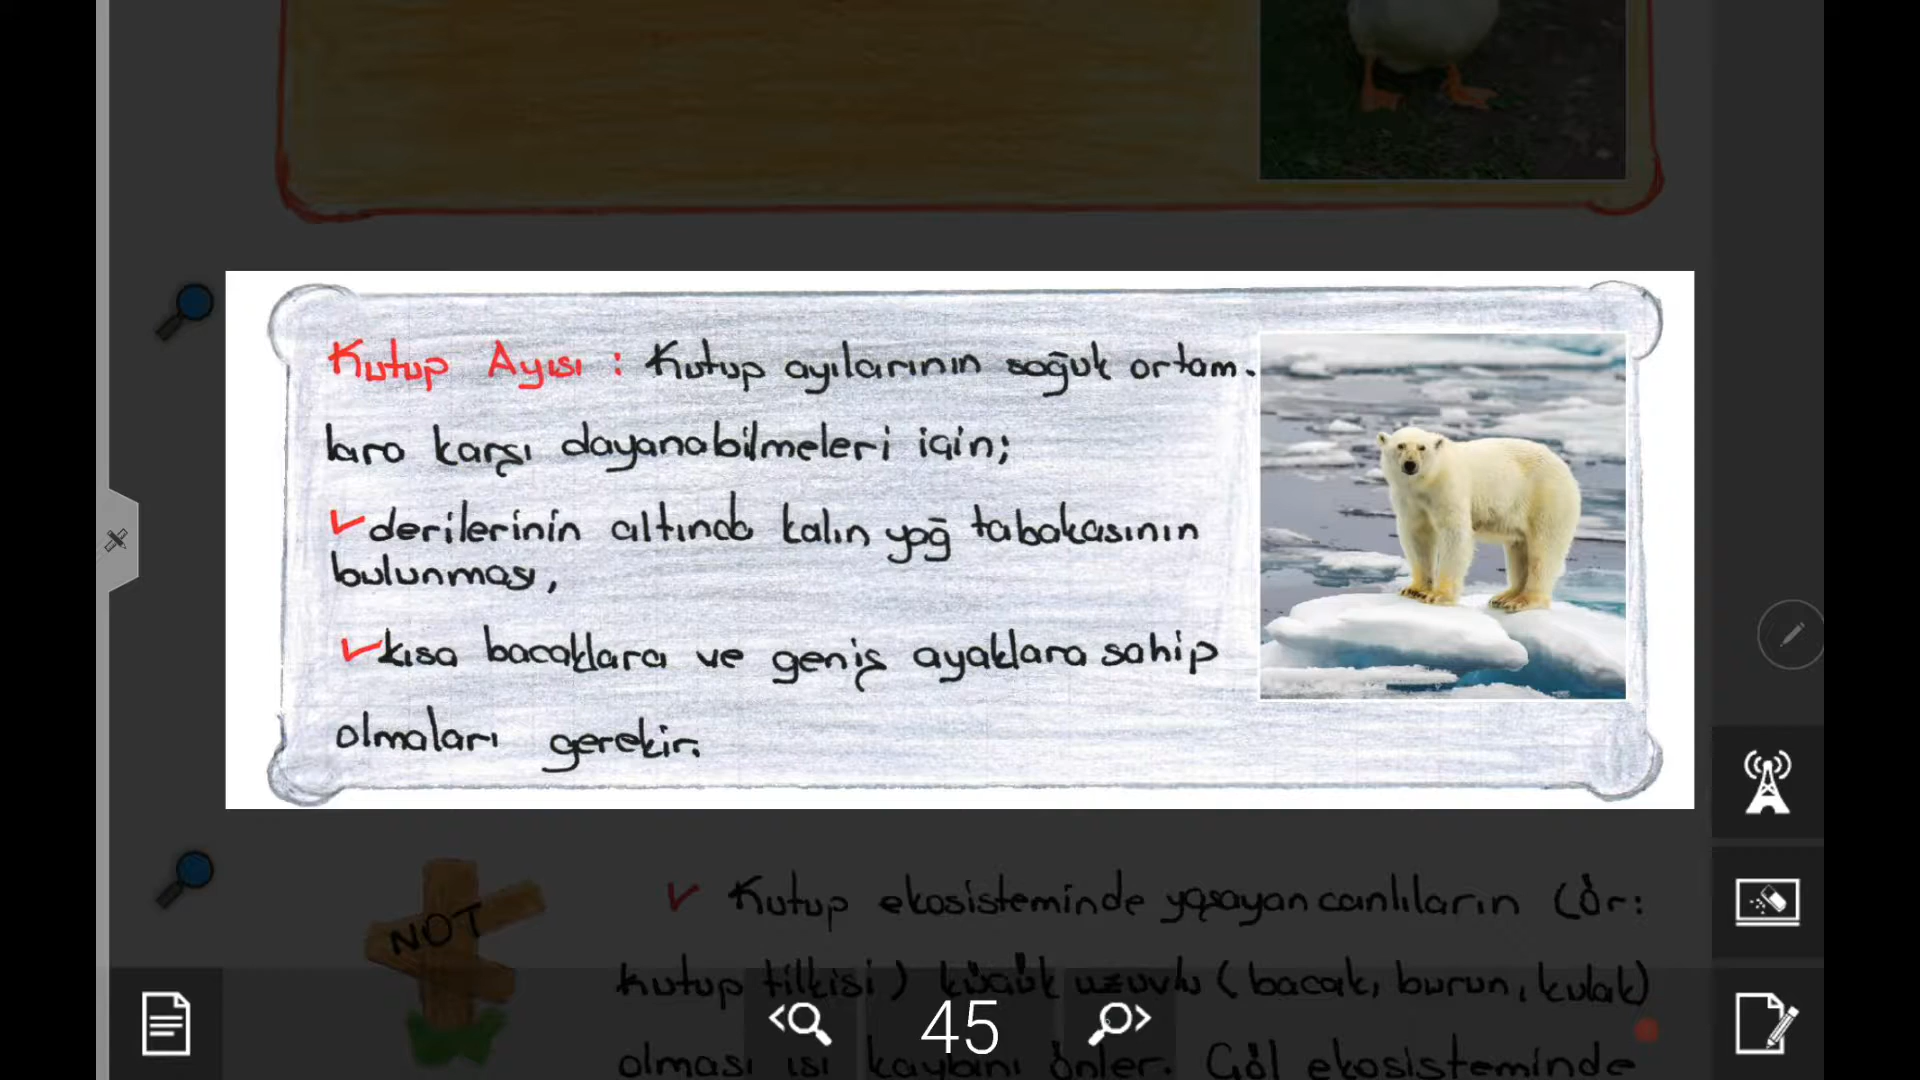 Kutup Ayısı : Kutup ayılarının soğuk ortam-
lara karşı dayanabilmeleri için;
✓derilerinin altında kalın yağ tabakasının
bulunması,
✓kısa bacaklara ve geniş ayaklara sahip
olmaları gerekir.
NOT
✓ Kutup ekosisteminde yaşayan canlıların (Ör:
kutup tilkisi) küçük uzuvlu (bacak, burun, kulak)
olması ısı kaybını önler. Göl ekosisteminde
45